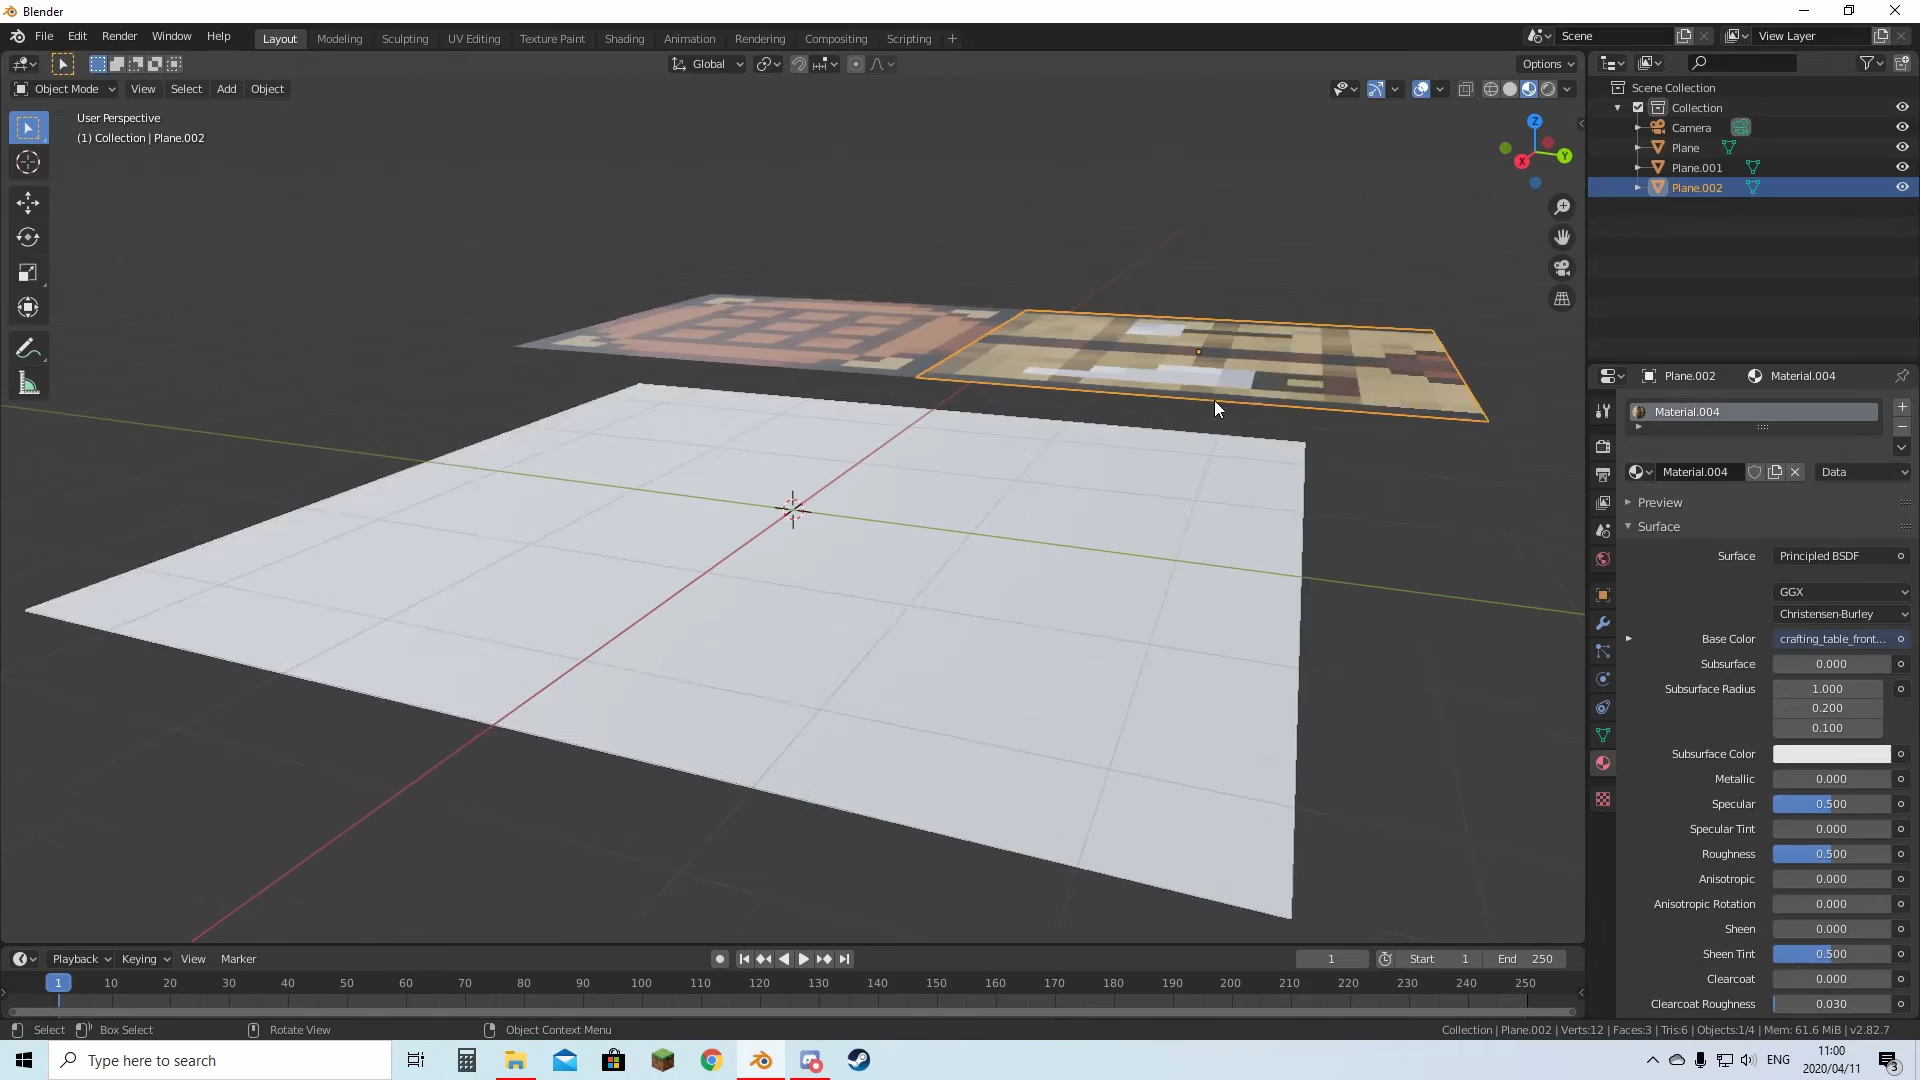 Blender
File Edit Render Window Help
Layout Modeling Sculpting UV Editing Texture Paint Shading Animation Rendering Compositing Scripting +
Scene
View Layer
Global
Options
Object Mode View Select Add Object
User Perspective
(1) Collection | Plane.002
Z
Y
X
Scene Collection
Collection
Camera
Plane
Plane.001
Plane.002
Plane.002 Material.004
Material.004
Material.004 Data
Preview
Surface
Surface Principled BSDF
GGX
Christensen-Burley
Base Color crafting_table_front...
Subsurface 0.000
Subsurface Radius 1.000
0.200
0.100
Subsurface Color
Metallic 0.000
Specular 0.500
Specular Tint 0.000
Roughness 0.500
Anisotropic 0.000
Anisotropic Rotation 0.000
Sheen 0.000
Sheen Tint 0.500
Clearcoat 0.000
Clearcoat Roughness 0.030
Playback Keying View Marker
1 Start 1 End 250
1 10 20 30 40 50 60 70 80 90 100 110 120 130 140 150 160 170 180 190 200 210 220 230 240 250
Select Box Select Rotate View Object Context Menu
Collection | Plane.002 | Verts:12 | Faces:3 | Tris:6 | Objects:1/4 | Mem: 61.6 MiB | v2.82.7
Type here to search
ENG
11:00
2020/04/11
3